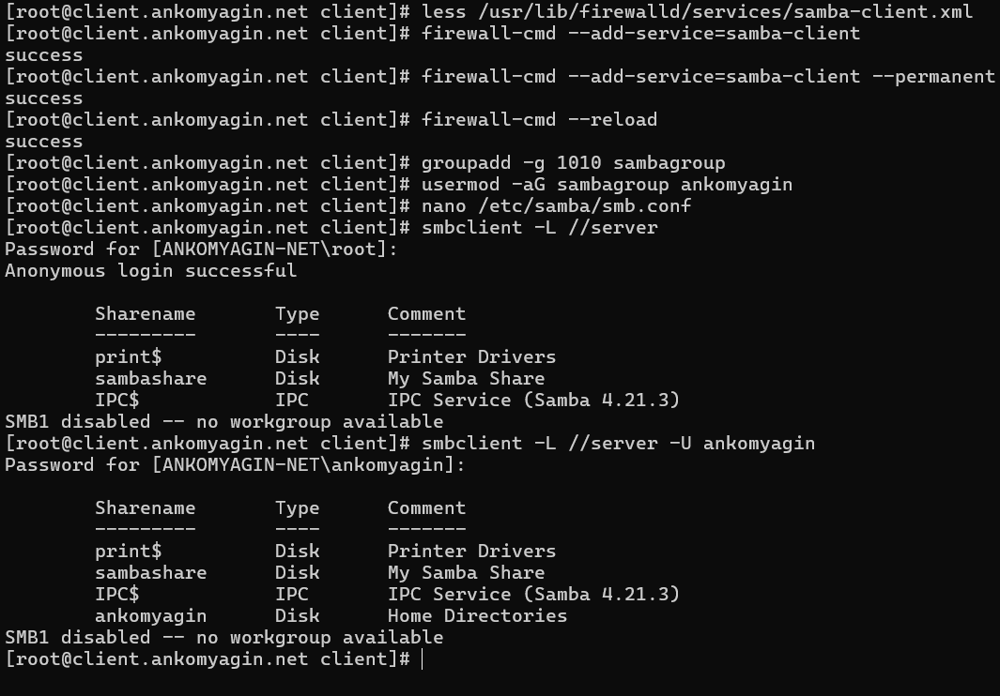 [root@client.ankomyagin.net client]# less /usr/lib/firewalld/services/samba-client.xml
[root@client.ankomyagin.net client]# firewall-cmd --add-service=samba-client
success
[root@client.ankomyagin.net client]# firewall-cmd --add-service=samba-client --permanent
success
[root@client.ankomyagin.net client]# firewall-cmd --reload
success
[root@client.ankomyagin.net client]# groupadd -g 1010 sambagroup
[root@client.ankomyagin.net client]# usermod -aG sambagroup ankomyagin
[root@client.ankomyagin.net client]# nano /etc/samba/smb.conf
[root@client.ankomyagin.net client]# smbclient -L //server
Password for [ANKOMYAGIN-NET\root]:
Anonymous login successful

        Sharename       Type      Comment
        ---------       ----      -------
        print$          Disk      Printer Drivers
        sambashare      Disk      My Samba Share
        IPC$            IPC       IPC Service (Samba 4.21.3)
SMB1 disabled -- no workgroup available
[root@client.ankomyagin.net client]# smbclient -L //server -U ankomyagin
Password for [ANKOMYAGIN-NET\ankomyagin]:

        Sharename       Type      Comment
        ---------       ----      -------
        print$          Disk      Printer Drivers
        sambashare      Disk      My Samba Share
        IPC$            IPC       IPC Service (Samba 4.21.3)
        ankomyagin      Disk      Home Directories
SMB1 disabled -- no workgroup available
[root@client.ankomyagin.net client]#